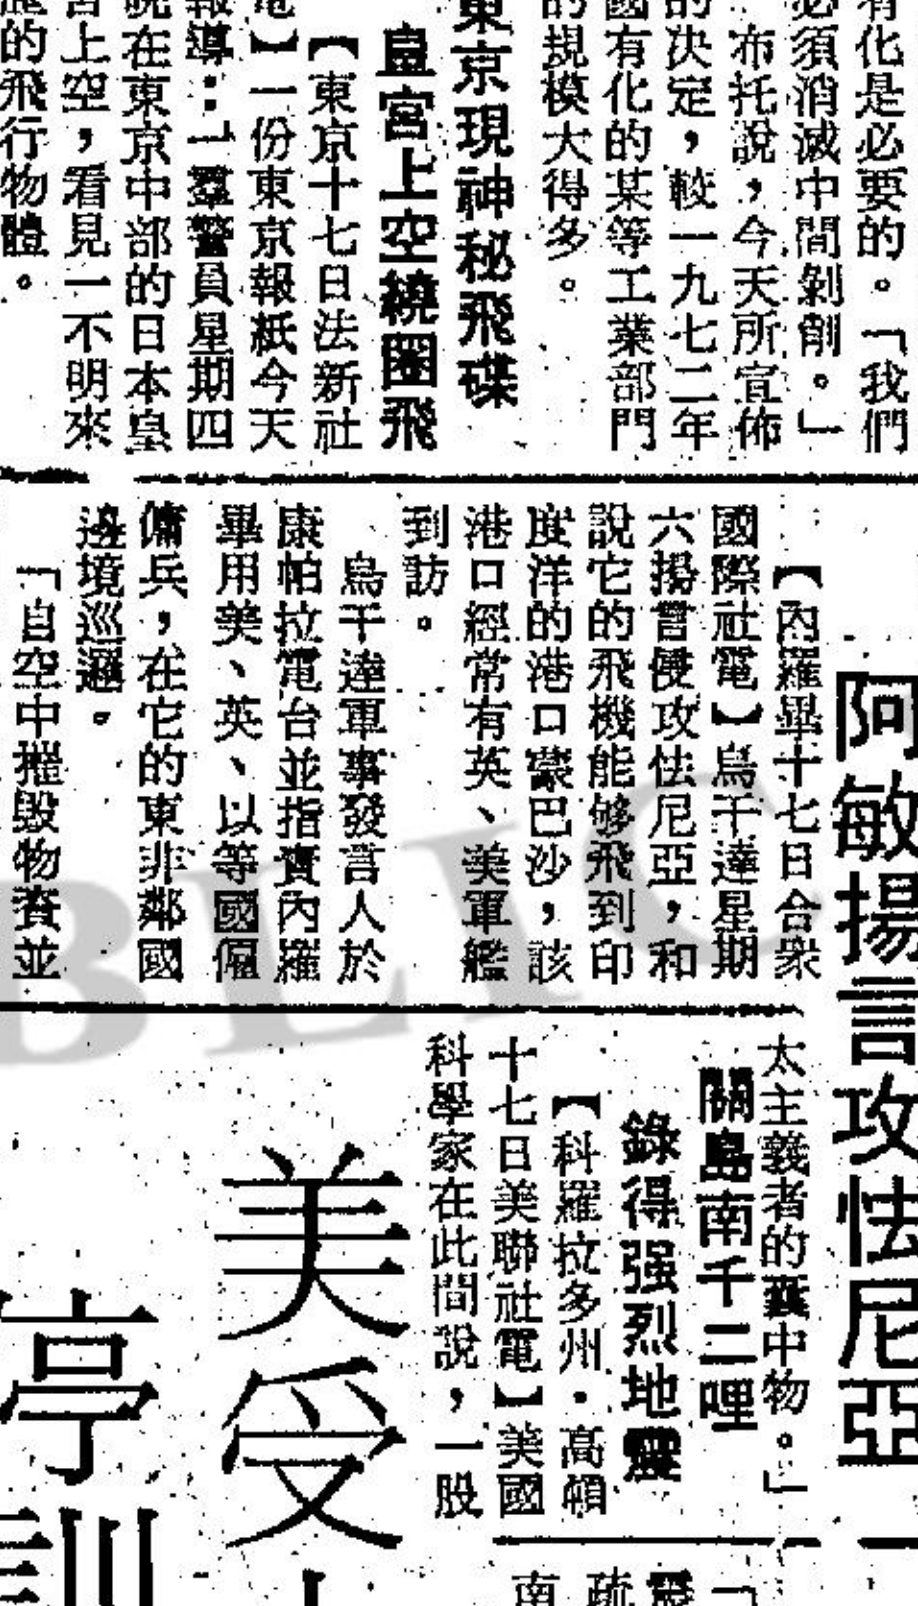 有化是必要的。「我們
必須消滅中間剝削。」
布托說，今天所宣佈
的決定，較一九七二年
國有化的某等工業部門
的規模大得多。
東京現神秘飛碟
皇宮上空繞圈飛
【東京十七日法新社
電】一份東京報紙今天
報導：一羣警員星期四
晚在東京中部的日本皇
宮上空，看見一不明來
歷的飛行物體。
阿敏揚言攻怯尼亞
【內羅畢十七日合衆
國際社電】烏干達星期
六揚言侵攻怯尼亞，和
說它的飛機能够飛到印
度洋的港口蒙巴沙，該
港口經常有英、美軍艦
到訪。
烏干達軍事發言人於
康帕拉電台並指責內羅
畢用美、英、以等國僱
傭兵，在它的東非鄰國
邊境巡邏。
「自空中摧毀物資並
太主義者的囊中物。」
關島南千二哩
錄得强烈地震
【科羅拉多州·高頓
十七日美聯社電】美國
科學家在此間說，一股
美受
停訓
「
疏
南
BLIC